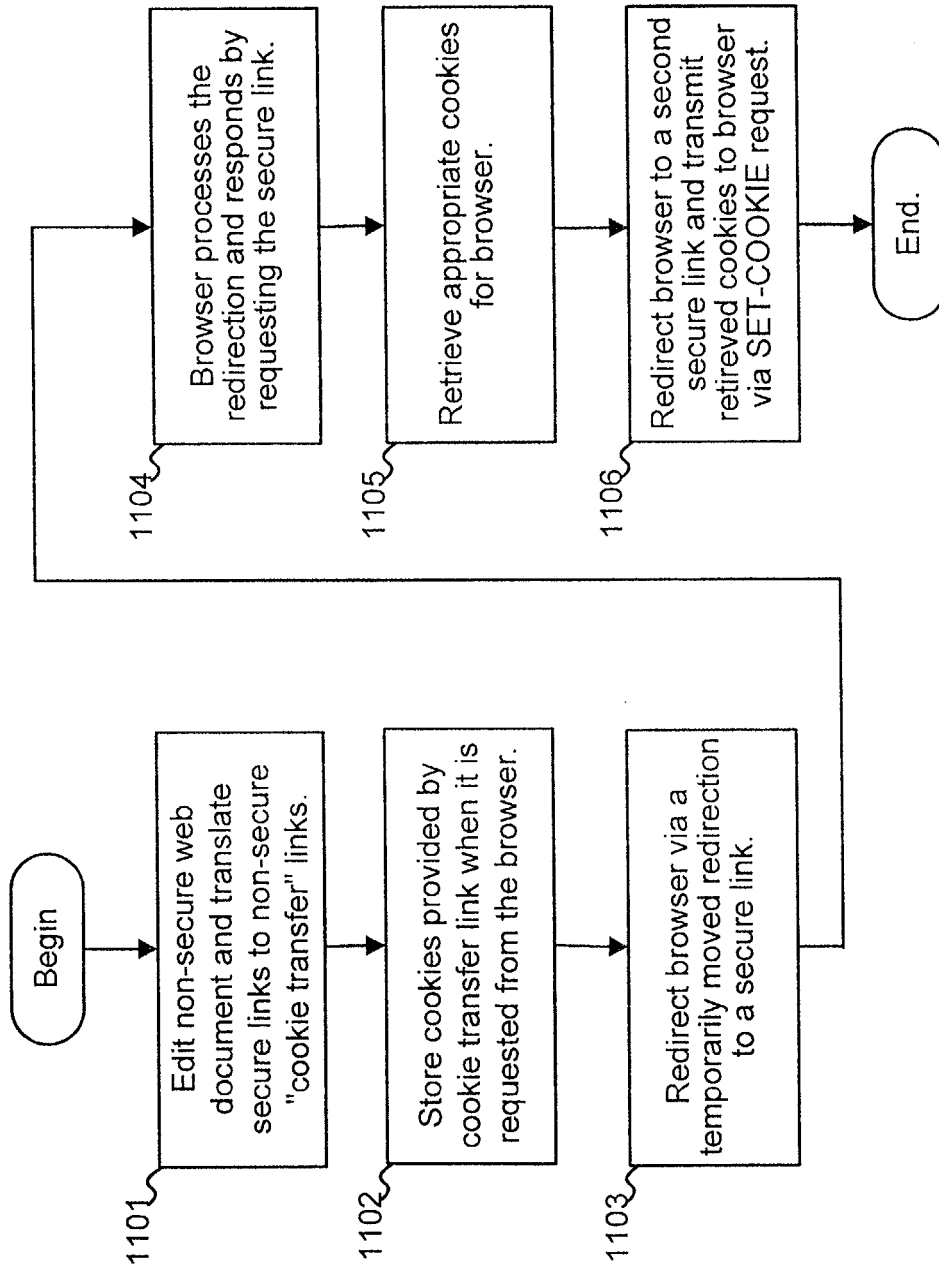 Begin
1101
Edit non-secure web
document and translate
secure links to non-secure
"cookie transfer" links.
1102
Store cookies provided by
cookie transfer link when it is
requested from the browser.
1103
Redirect browser via a
temporarily moved redirection
to a secure link.
1104
Browser processes the
redirection and responds by
requesting the secure link.
1105
Retrieve appropriate cookies
for browser.
1106
Redirect browser to a second
secure link and transmit
retireved cookies to browser
via SET-COOKIE request.
End.